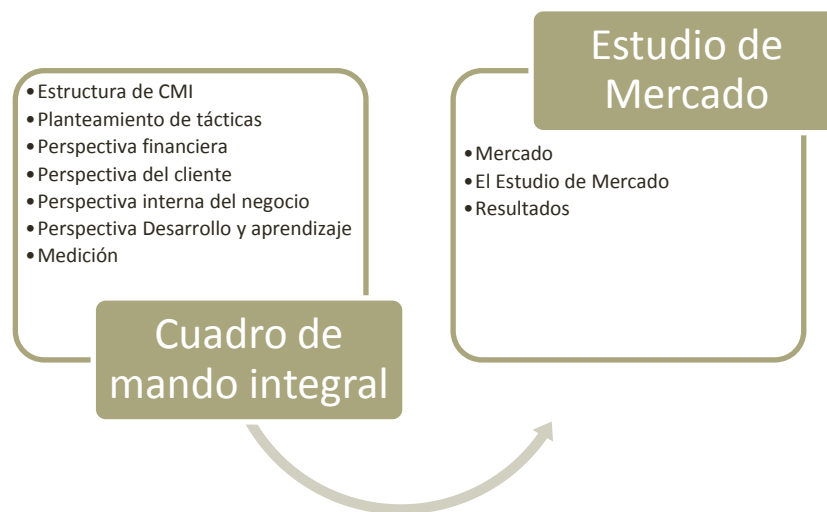 •Estructura de CMI
•Planteamiento de tácticas
•Perspectiva financiera
•Perspectiva del cliente
•Perspectiva interna del negocio
•Perspectiva Desarrollo y aprendizaje
•Medición
Cuadro de
mando integral
Estudio de
Mercado
•Mercado
•El Estudio de Mercado
•Resultados